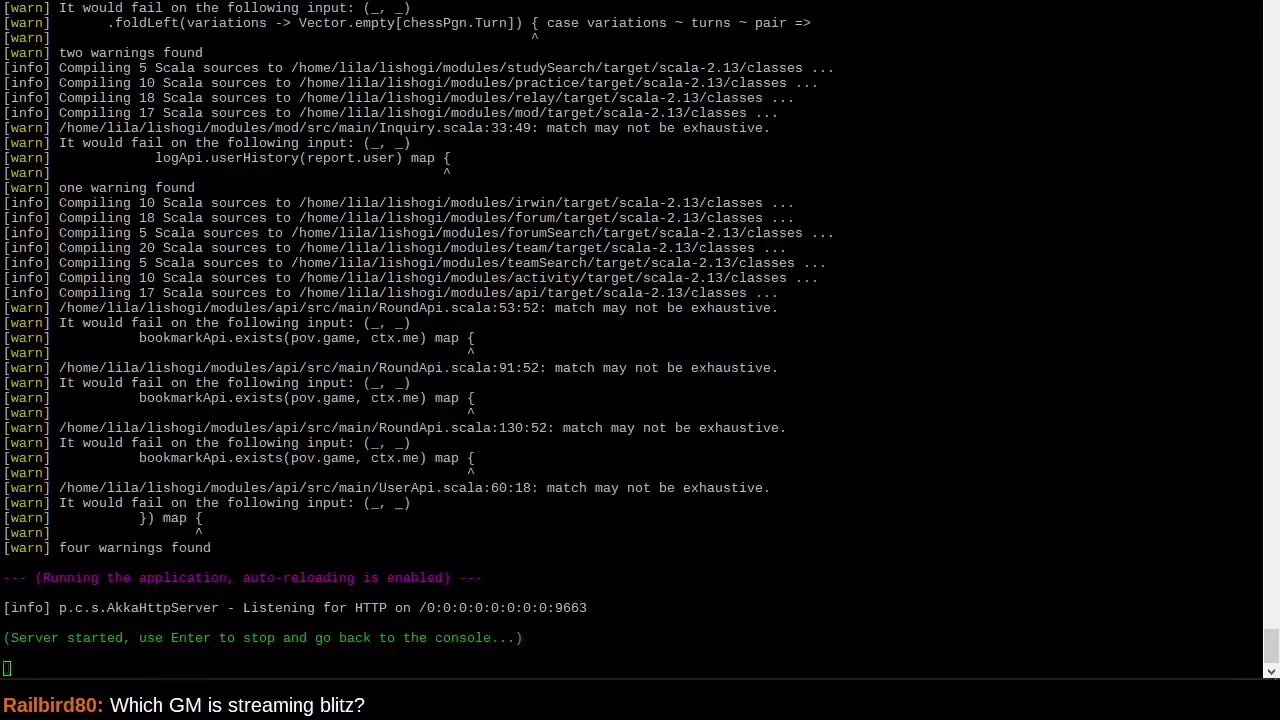 [warn] It would fail on the following input: (_, _)
[warn]       .foldLeft(variations -> Vector.empty[chessPgn.Turn]) { case variations ~ turns ~ pair =>
[warn]                                                            ^
[warn] two warnings found
[info] Compiling 5 Scala sources to /home/lila/lishogi/modules/studySearch/target/scala-2.13/classes ...
[info] Compiling 10 Scala sources to /home/lila/lishogi/modules/practice/target/scala-2.13/classes ...
[info] Compiling 18 Scala sources to /home/lila/lishogi/modules/relay/target/scala-2.13/classes ...
[info] Compiling 17 Scala sources to /home/lila/lishogi/modules/mod/target/scala-2.13/classes ...
[warn] /home/lila/lishogi/modules/mod/src/main/Inquiry.scala:33:49: match may not be exhaustive.
[warn] It would fail on the following input: (_, _)
[warn]             logApi.userHistory(report.user) map {
[warn]                                                 ^
[warn] one warning found
[info] Compiling 10 Scala sources to /home/lila/lishogi/modules/irwin/target/scala-2.13/classes ...
[info] Compiling 18 Scala sources to /home/lila/lishogi/modules/forum/target/scala-2.13/classes ...
[info] Compiling 5 Scala sources to /home/lila/lishogi/modules/forumSearch/target/scala-2.13/classes ...
[info] Compiling 20 Scala sources to /home/lila/lishogi/modules/team/target/scala-2.13/classes ...
[info] Compiling 5 Scala sources to /home/lila/lishogi/modules/teamSearch/target/scala-2.13/classes ...
[info] Compiling 10 Scala sources to /home/lila/lishogi/modules/activity/target/scala-2.13/classes ...
[info] Compiling 17 Scala sources to /home/lila/lishogi/modules/api/target/scala-2.13/classes ...
[warn] /home/lila/lishogi/modules/api/src/main/RoundApi.scala:53:52: match may not be exhaustive.
[warn] It would fail on the following input: (_, _)
[warn]           bookmarkApi.exists(pov.game, ctx.me) map {
[warn]                                                    ^
[warn] /home/lila/lishogi/modules/api/src/main/RoundApi.scala:91:52: match may not be exhaustive.
[warn] It would fail on the following input: (_, _)
[warn]           bookmarkApi.exists(pov.game, ctx.me) map {
[warn]                                                    ^
[warn] /home/lila/lishogi/modules/api/src/main/RoundApi.scala:130:52: match may not be exhaustive.
[warn] It would fail on the following input: (_, _)
[warn]           bookmarkApi.exists(pov.game, ctx.me) map {
[warn]                                                    ^
[warn] /home/lila/lishogi/modules/api/src/main/UserApi.scala:60:18: match may not be exhaustive.
[warn] It would fail on the following input: (_, _)
[warn]           }) map {
[warn]                  ^
[warn] four warnings found
--- (Running the application, auto-reloading is enabled) ---
[info] p.c.s.AkkaHttpServer - Listening for HTTP on /0:0:0:0:0:0:0:0:9663
(Server started, use Enter to stop and go back to the console...)
Railbird80: Which GM is streaming blitz?